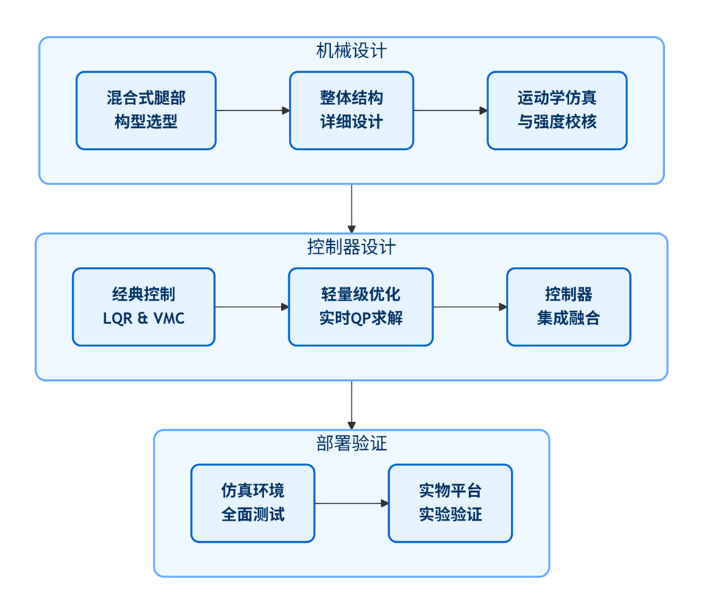 机械设计
混合式腿部
构型选型
整体结构
详细设计
运动学仿真
与强度校核
控制器设计
经典控制
LQR & VMC
轻量级优化
实时QP求解
控制器
集成融合
部署验证
仿真环境
全面测试
实物平台
实验验证